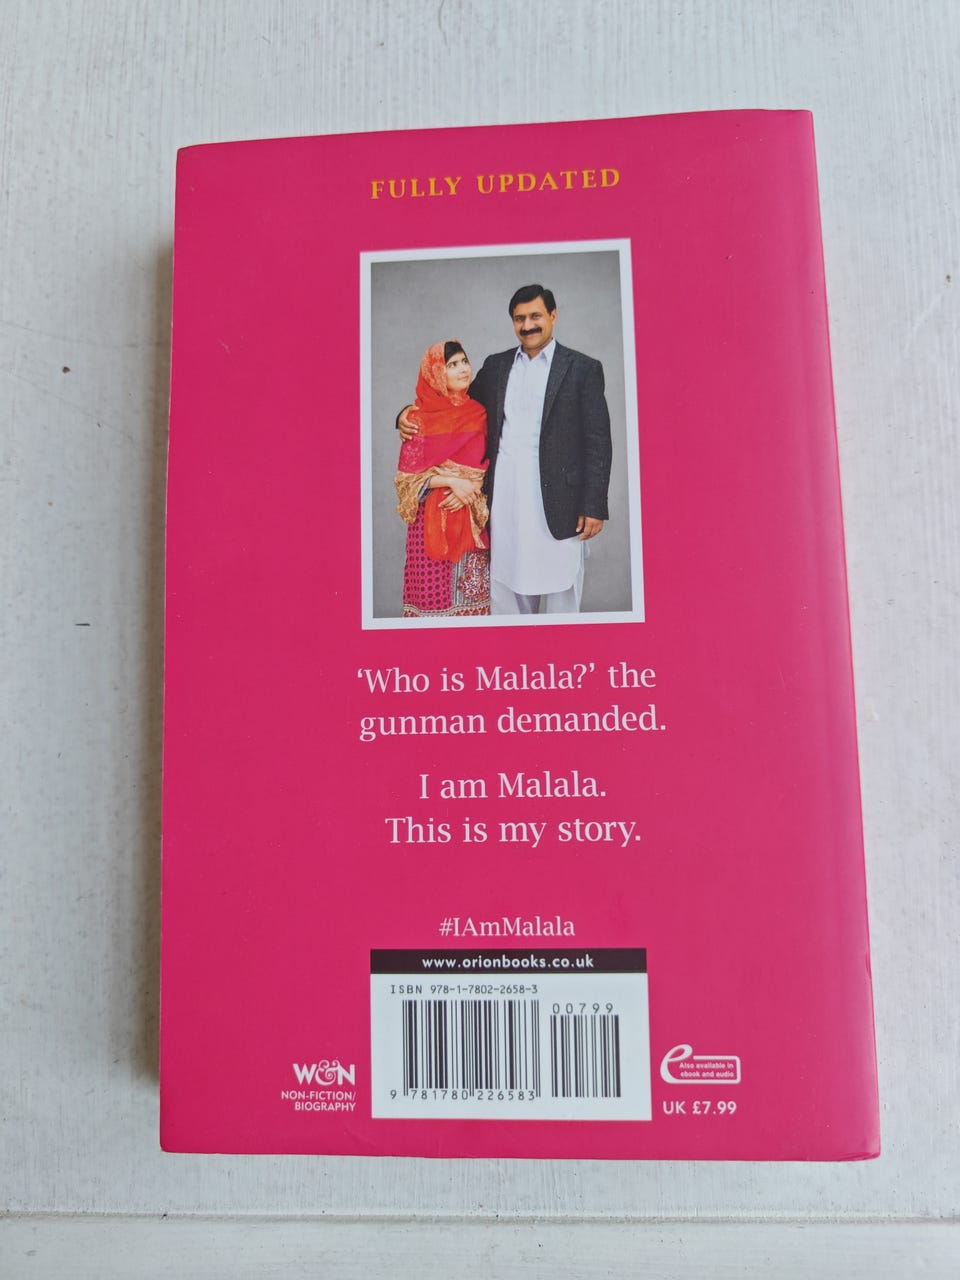 FULLY UPDATED
‘Who is Malala?’ the
gunman demanded.
I am Malala.
This is my story.
#IAmMalala
www.orionbooks.co.uk
ISBN 978-1-7802-2658-3
00799
9 781780 226583
W&N
NON-FICTION/
BIOGRAPHY
e
Also available in
ebook and audio
UK £7.99